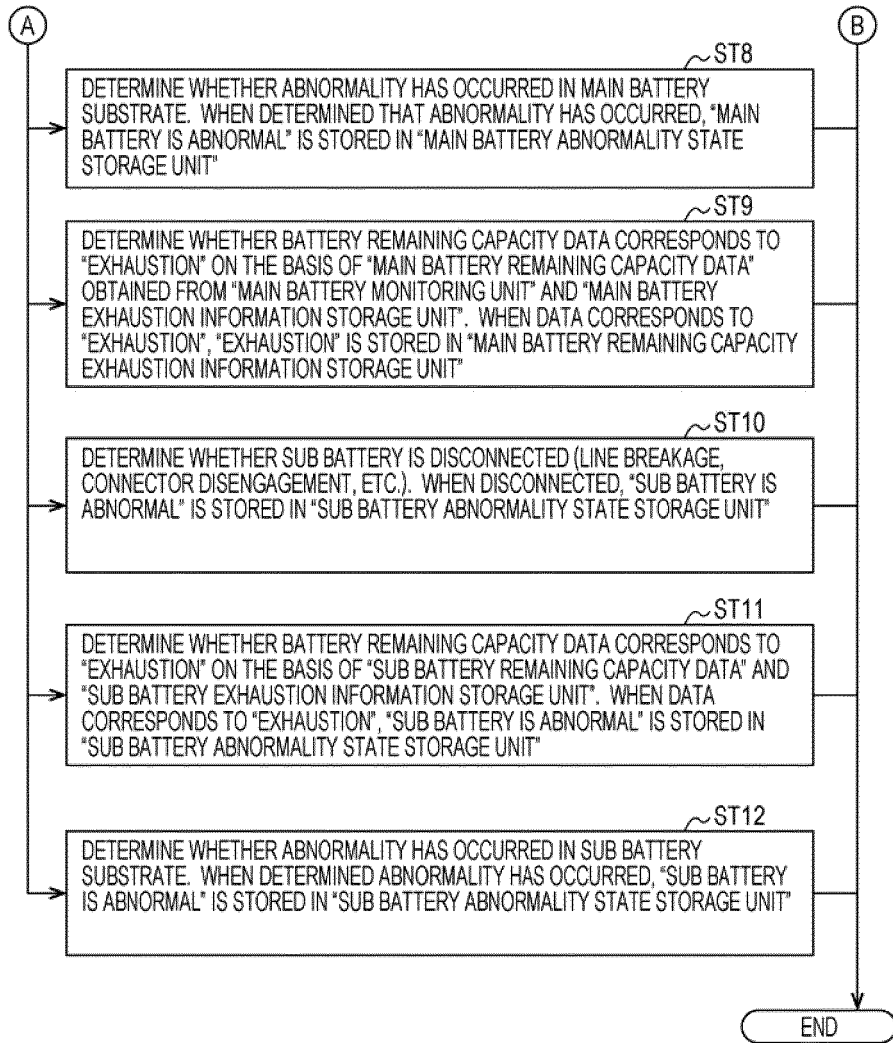 A
B
ST8
DETERMINE WHETHER ABNORMALITY HAS OCCURRED IN MAIN BATTERY
SUBSTRATE. WHEN DETERMINED THAT ABNORMALITY HAS OCCURRED, "MAIN
BATTERY IS ABNORMAL" IS STORED IN "MAIN BATTERY ABNORMALITY STATE
STORAGE UNIT"
ST9
DETERMINE WHETHER BATTERY REMAINING CAPACITY DATA CORRESPONDS TO
"EXHAUSTION" ON THE BASIS OF "MAIN BATTERY REMAINING CAPACITY DATA"
OBTAINED FROM "MAIN BATTERY MONITORING UNIT" AND "MAIN BATTERY
EXHAUSTION INFORMATION STORAGE UNIT". WHEN DATA CORRESPONDS TO
"EXHAUSTION", "EXHAUSTION" IS STORED IN "MAIN BATTERY REMAINING CAPACITY
EXHAUSTION INFORMATION STORAGE UNIT"
ST10
DETERMINE WHETHER SUB BATTERY IS DISCONNECTED (LINE BREAKAGE,
CONNECTOR DISENGAGEMENT, ETC.). WHEN DISCONNECTED, "SUB BATTERY IS
ABNORMAL" IS STORED IN "SUB BATTERY ABNORMALITY STATE STORAGE UNIT"
ST11
DETERMINE WHETHER BATTERY REMAINING CAPACITY DATA CORRESPONDS TO
"EXHAUSTION" ON THE BASIS OF "SUB BATTERY REMAINING CAPACITY DATA" AND
"SUB BATTERY EXHAUSTION INFORMATION STORAGE UNIT". WHEN DATA
CORRESPONDS TO "EXHAUSTION", "SUB BATTERY IS ABNORMAL" IS STORED IN
"SUB BATTERY ABNORMALITY STATE STORAGE UNIT"
ST12
DETERMINE WHETHER ABNORMALITY HAS OCCURRED IN SUB BATTERY
SUBSTRATE. WHEN DETERMINED ABNORMALITY HAS OCCURRED, "SUB BATTERY
IS ABNORMAL" IS STORED IN "SUB BATTERY ABNORMALITY STATE STORAGE UNIT"
END